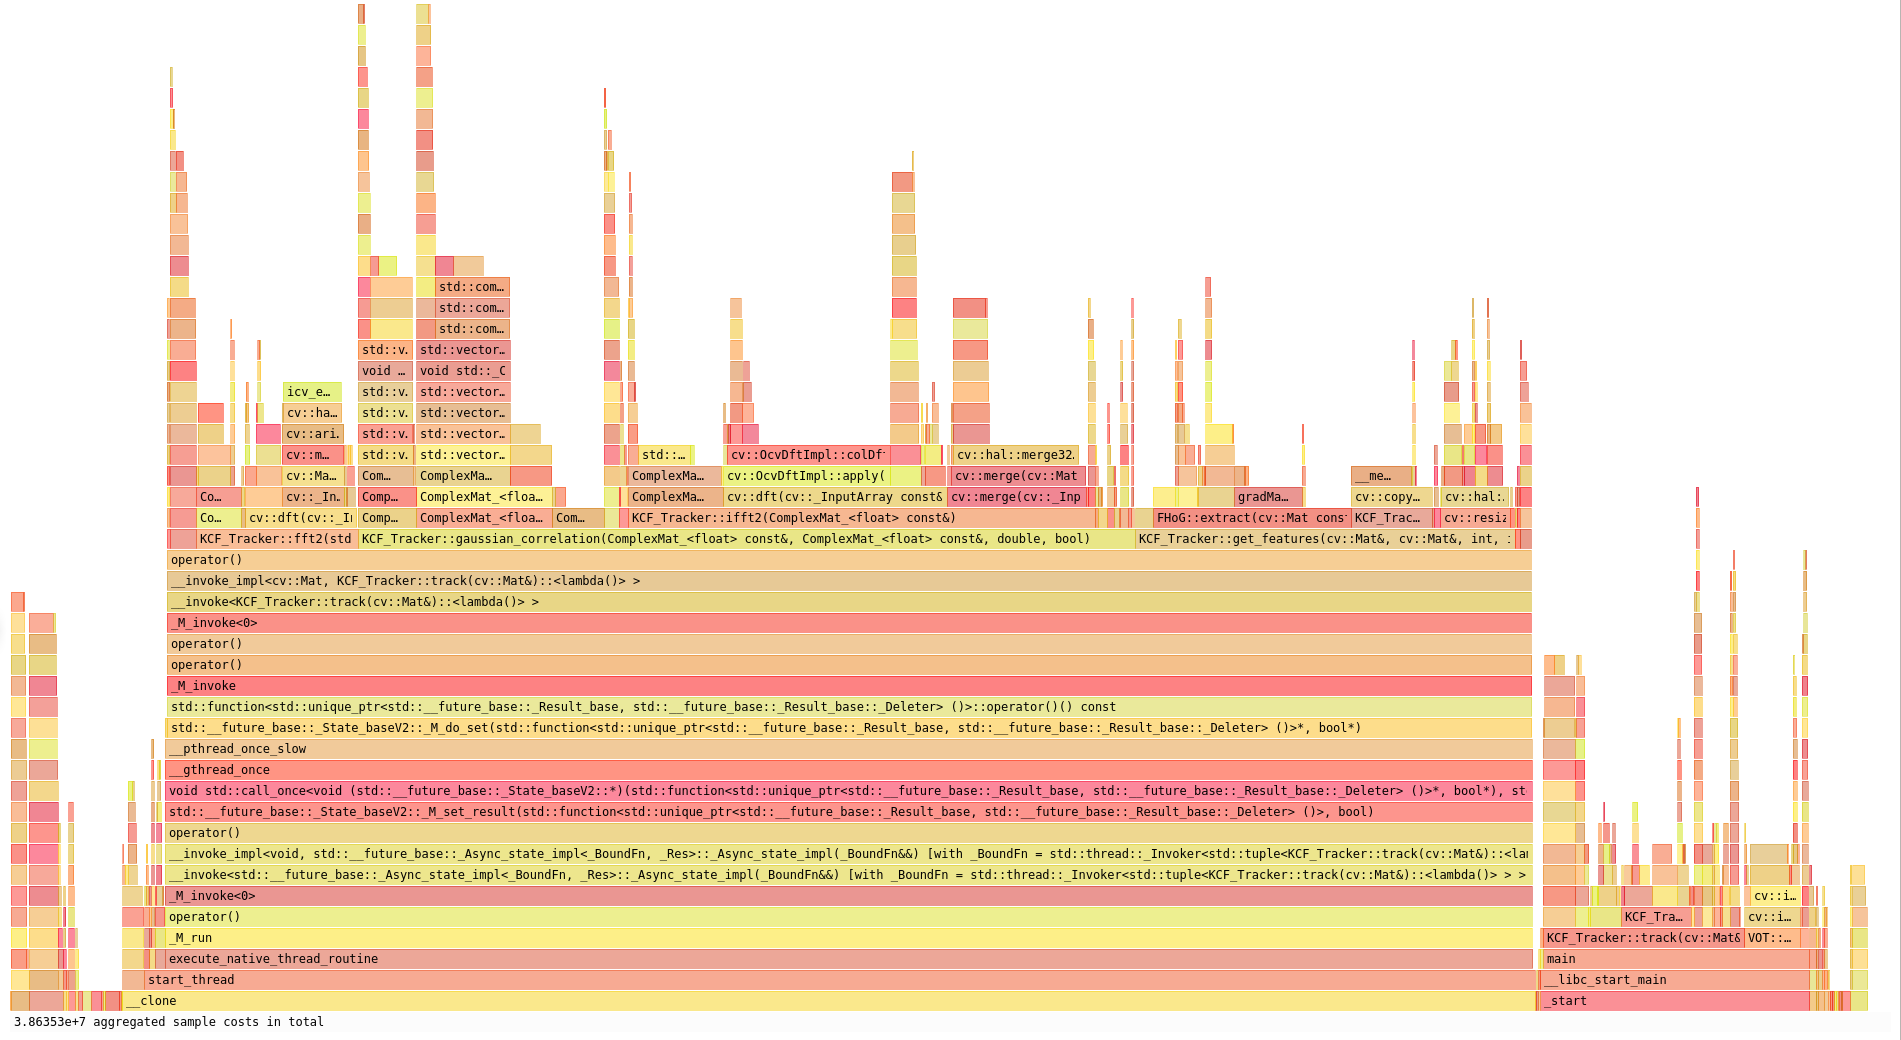 std::com…
std::com…
std::com…
std::v. std::vector…
void … void std::_C
icv_e… std::v. std::vector…
cv::ha… std::v. std::vector…
cv::ari. std::v. std::vector…
cv::m… std::v. std::vector… std::… cv::OcvDftImpl::colDf cv::hal::merge32.
cv::Ma… Com… ComplexMa… ComplexMa… cv::OcvDftImpl::apply( cv::merge(cv::Mat __me…
Co… cv::_In. Comp… ComplexMat_<floa… ComplexMa… cv::dft(cv::_InputArray const& cv::merge(cv::_Inp gradMa… cv::copy… cv::hal:.
Co… cv::dft(cv::_I Comp… ComplexMat_<floa… Com… KCF_Tracker::ifft2(ComplexMat_<float> const&) FHoG::extract(cv::Mat cons KCF_Trac… cv::resiz
KCF_Tracker::fft2(std KCF_Tracker::gaussian_correlation(ComplexMat_<float> const&, ComplexMat_<float> const&, double, bool) KCF_Tracker::get_features(cv::Mat&, cv::Mat&, int,
operator()
__invoke_impl<cv::Mat, KCF_Tracker::track(cv::Mat&)::<lambda()> >
__invoke<KCF_Tracker::track(cv::Mat&)::<lambda()> >
_M_invoke<0>
operator()
operator()
_M_invoke
std::function<std::unique_ptr<std::__future_base::_Result_base, std::__future_base::_Result_base::_Deleter> ()>::operator()() const
std::__future_base::_State_baseV2::_M_do_set(std::function<std::unique_ptr<std::__future_base::_Result_base, std::__future_base::_Result_base::_Deleter> ()>*, bool*)
__pthread_once_slow
__gthread_once
void std::call_once<void (std::__future_base::_State_baseV2::*)(std::function<std::unique_ptr<std::__future_base::_Result_base, std::__future_base::_Result_base::_Deleter> ()>*, bool*), st
std::__future_base::_State_baseV2::_M_set_result(std::function<std::unique_ptr<std::__future_base::_Result_base, std::__future_base::_Result_base::_Deleter> ()>, bool)
operator()
__invoke_impl<void, std::__future_base::_Async_state_impl<_BoundFn, _Res>::_Async_state_impl(_BoundFn&&) [with _BoundFn = std::thread::_Invoker<std::tuple<KCF_Tracker::track(cv::Mat&)::<la
__invoke<std::__future_base::_Async_state_impl<_BoundFn, _Res>::_Async_state_impl(_BoundFn&&) [with _BoundFn = std::thread::_Invoker<std::tuple<KCF_Tracker::track(cv::Mat&)::<lambda()> > >
_M_invoke<0> cv::i…
operator() KCF_Tra… cv::i…
_M_run KCF_Tracker::track(cv::Mat& VOT::…
execute_native_thread_routine main
start_thread __libc_start_main
__clone _start
3.86353e+7 aggregated sample costs in total